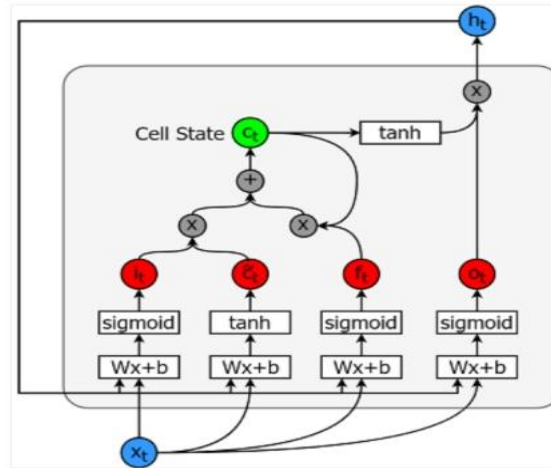 hₜ
x
Cell State cₜ tanh
+
x x
iₜ c̃ₜ fₜ oₜ
sigmoid tanh sigmoid sigmoid
Wx+b Wx+b Wx+b Wx+b
xₜ